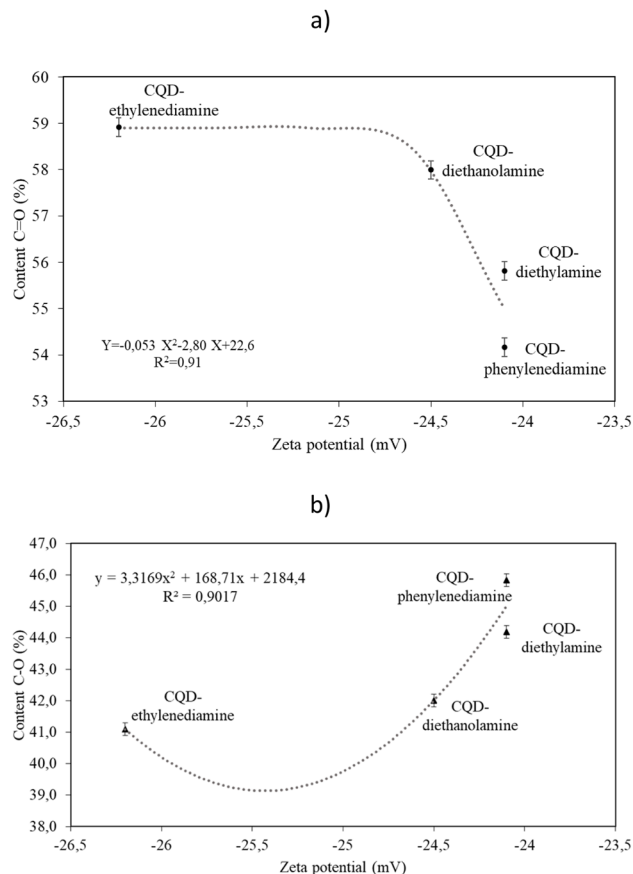 a)
60
59
58
57
56
55
54
53
Content C=O (%)
CQD-
ethylenediamine
CQD-
diethanolamine
CQD-
diethylamine
CQD-
phenylenediamine
Y=-0,053 X²-2,80 X+22,6
R²=0,91
-26,5 -26 -25,5 -25 -24,5 -24 -23,5
Zeta potential (mV)
b)
47,0
46,0
45,0
44,0
43,0
42,0
41,0
40,0
39,0
38,0
Content C-O (%)
y = 3,3169x² + 168,71x + 2184,4
R² = 0,9017
CQD-
phenylenediamine
CQD-
diethylamine
CQD-
ethylenediamine
CQD-
diethanolamine
-26,5 -26 -25,5 -25 -24,5 -24 -23,5
Zeta potential (mV)